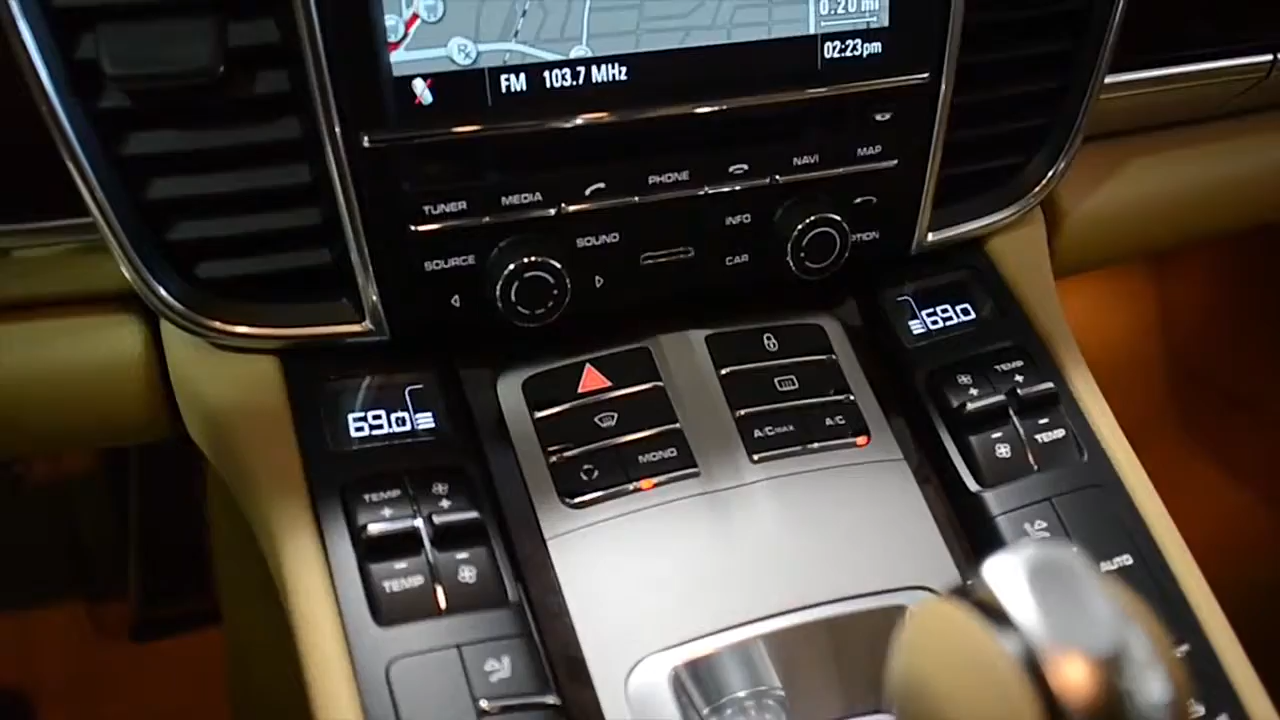 0.20 mi
02:23pm
FM 103.7 MHz
TUNER MEDIA PHONE NAVI MAP
SOURCE SOUND INFO
CAR
69.0
69.0
A/C MAX A/C
MONO
TEMP
TEMP
TEMP
TEMP
AUTO